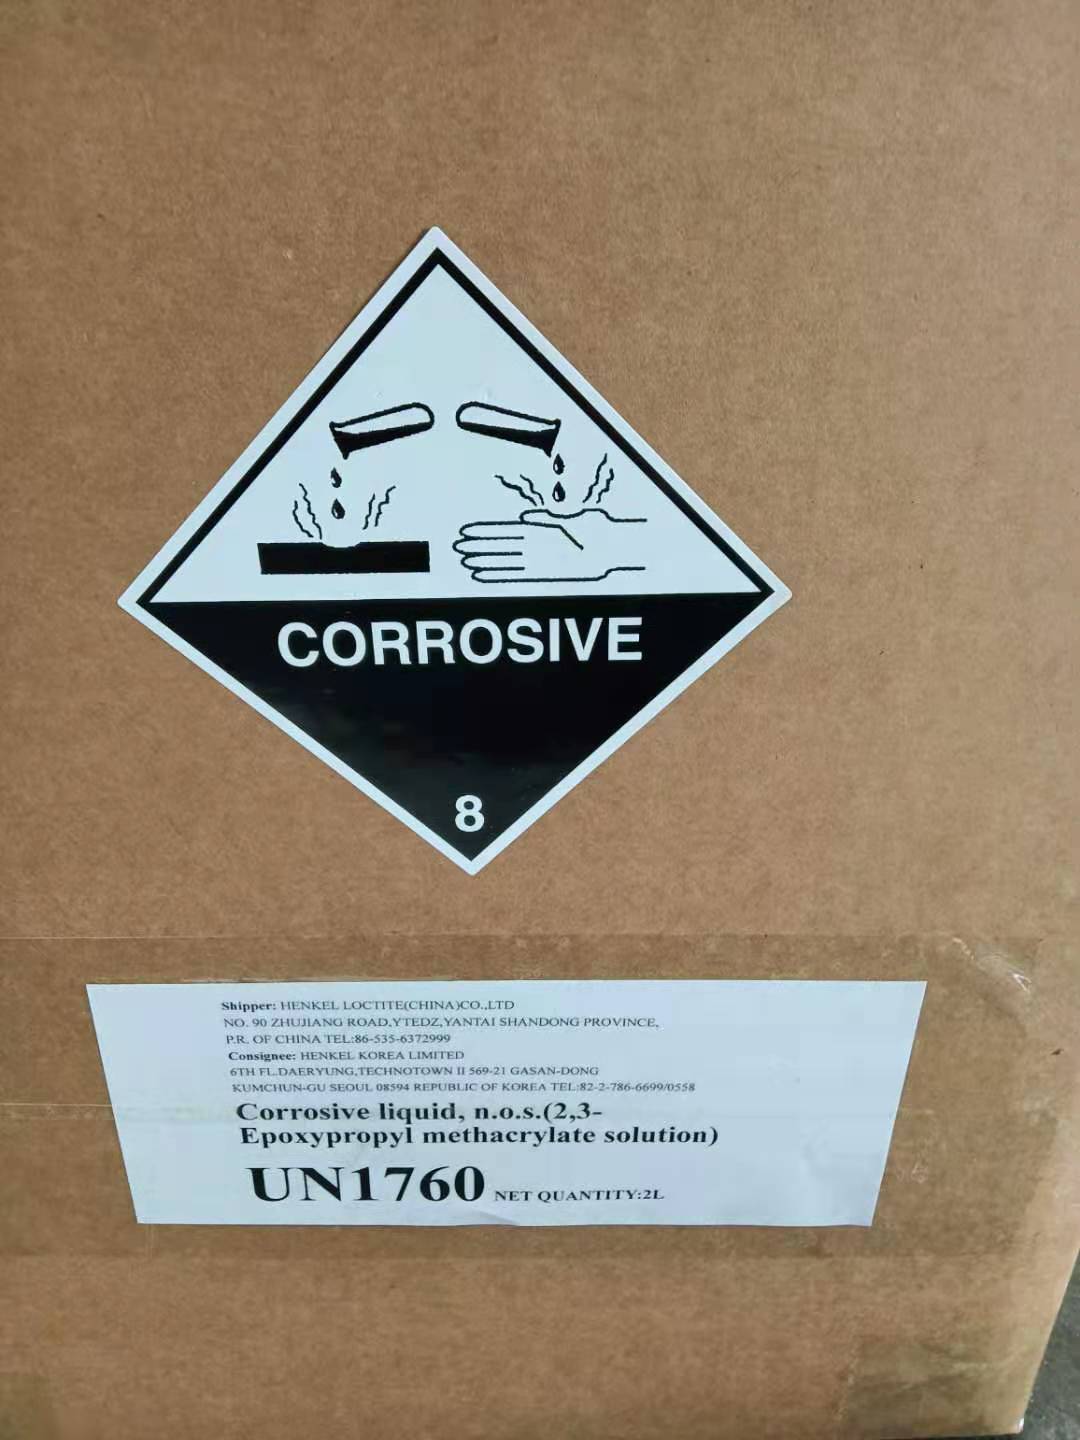 CORROSIVE
8
Shipper: HENKEL LOCTITE(CHINA)CO.,LTD
NO. 90 ZHUJIANG ROAD,YTEDZ,YANTAI SHANDONG PROVINCE,
P.R. OF CHINA TEL:86-535-6372999
Consignee: HENKEL KOREA LIMITED
6TH FL.DAERYUNG,TECHNOTOWN II 569-21 GASAN-DONG
KUMCHUN-GU SEOUL 08594 REPUBLIC OF KOREA TEL:82-2-786-6699/0558
Corrosive liquid, n.o.s.(2,3-
Epoxypropyl methacrylate solution)
UN1760 NET QUANTITY:2L